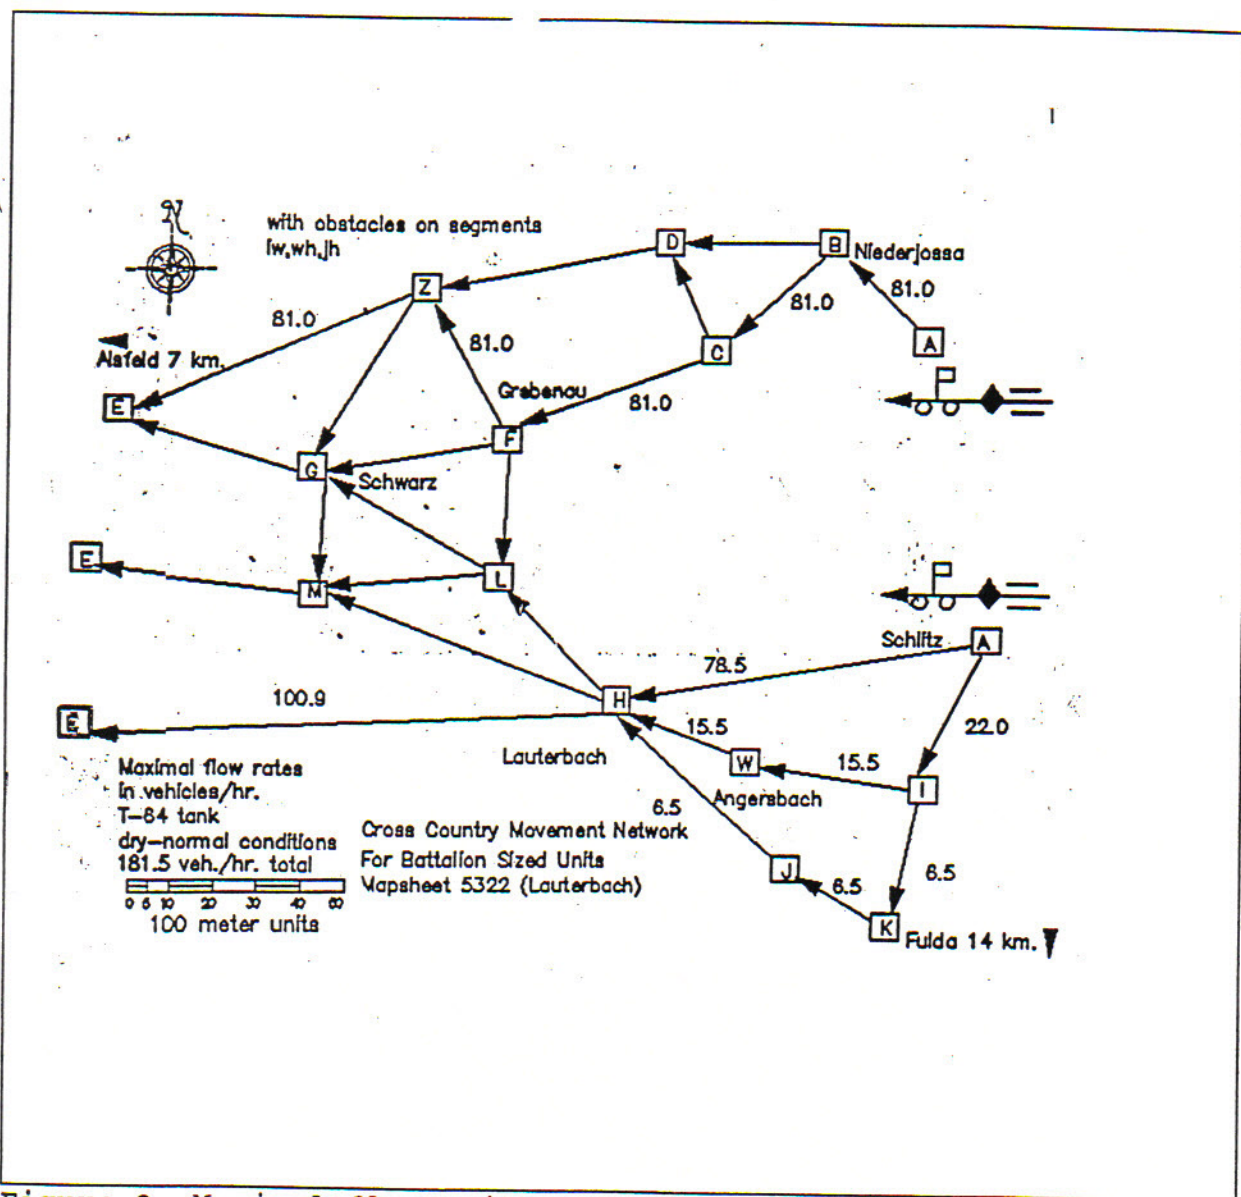 N
with obstacles on segments
iw,wh,jh
D
B
Niederjossa
Z
81.0
81.0
81.0
81.0
A
C
Alsfeld 7 km.
Grebenau
81.0
E
F
G
Schwarz
E
L
M
Schlitz
A
78.5
H
100.9
E
15.5
22.0
Lauterbach
W
15.5
I
Angersbach
6.5
J
6.5
6.5
K
Fulda 14 km.
Maximal flow rates
in vehicles/hr.
T-64 tank
dry-normal conditions
181.5 veh./hr. total
0 5 10 20 30 40 50
100 meter units
Cross Country Movement Network
For Battalion Sized Units
Mapsheet 5322 (Lauterbach)